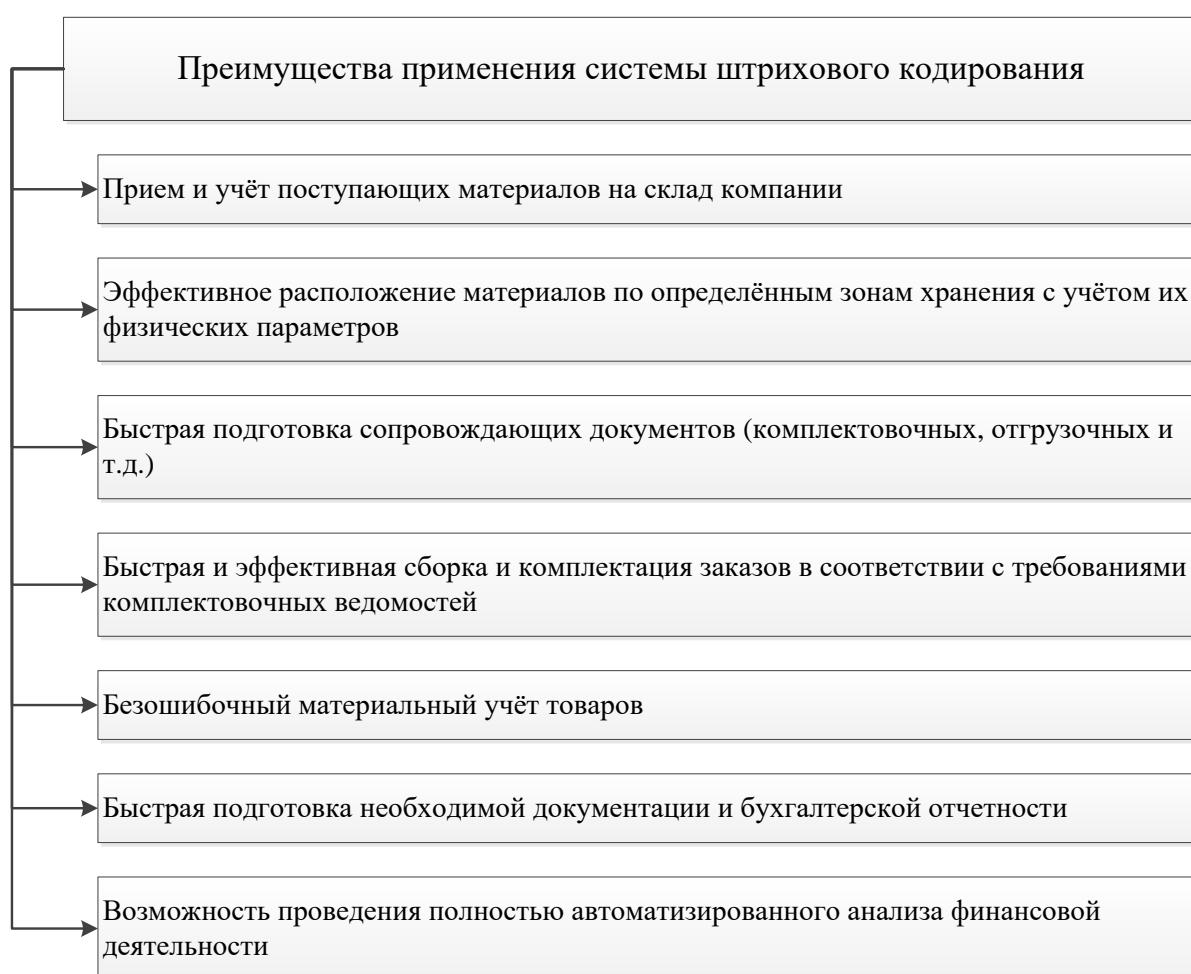 Преимущества применения системы штрихового кодирования
Прием и учёт поступающих материалов на склад компании
Эффективное расположение материалов по определённым зонам хранения с учётом их
физических параметров
Быстрая подготовка сопровождающих документов (комплектовочных, отгрузочных и
т.д.)
Быстрая и эффективная сборка и комплектация заказов в соответствии с требованиями
комплектовочных ведомостей
Безошибочный материальный учёт товаров
Быстрая подготовка необходимой документации и бухгалтерской отчетности
Возможность проведения полностью автоматизированного анализа финансовой
деятельности